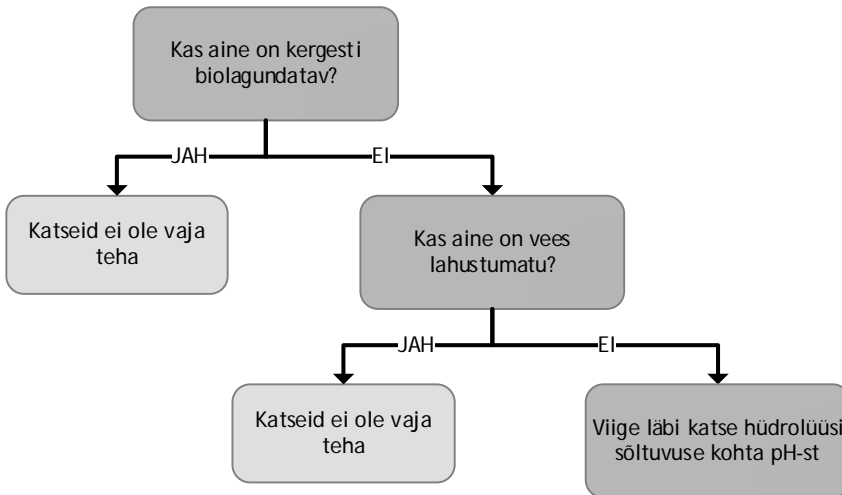 Kas aine on kergesti
biolagundatav?
JAH
EI
Katseid ei ole vaja
teha
Kas aine on vees
lahustumatu?
JAH
EI
Katseid ei ole vaja
teha
Viige läbi katse hüdrolüüsi
sõltuvuse kohta pH-st